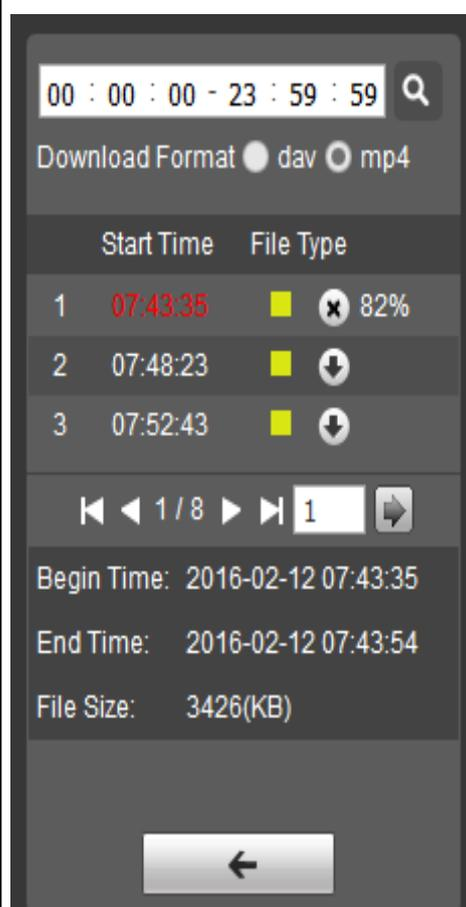 00 : 00 : 00 - 23 : 59 : 59
Download Format dav mp4
Start Time File Type
1 07:43:35 82%
2 07:48:23
3 07:52:43
1 / 8 1
Begin Time: 2016-02-12 07:43:35
End Time: 2016-02-12 07:43:54
File Size: 3426(KB)